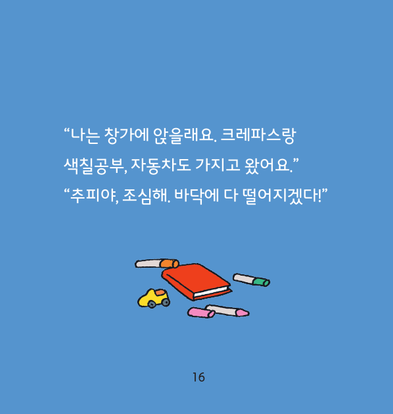 “나는 창가에 앉을래요. 크레파스랑
색칠공부, 자동차도 가지고 왔어요.”
“추피야, 조심해. 바닥에 다 떨어지겠다!”
16